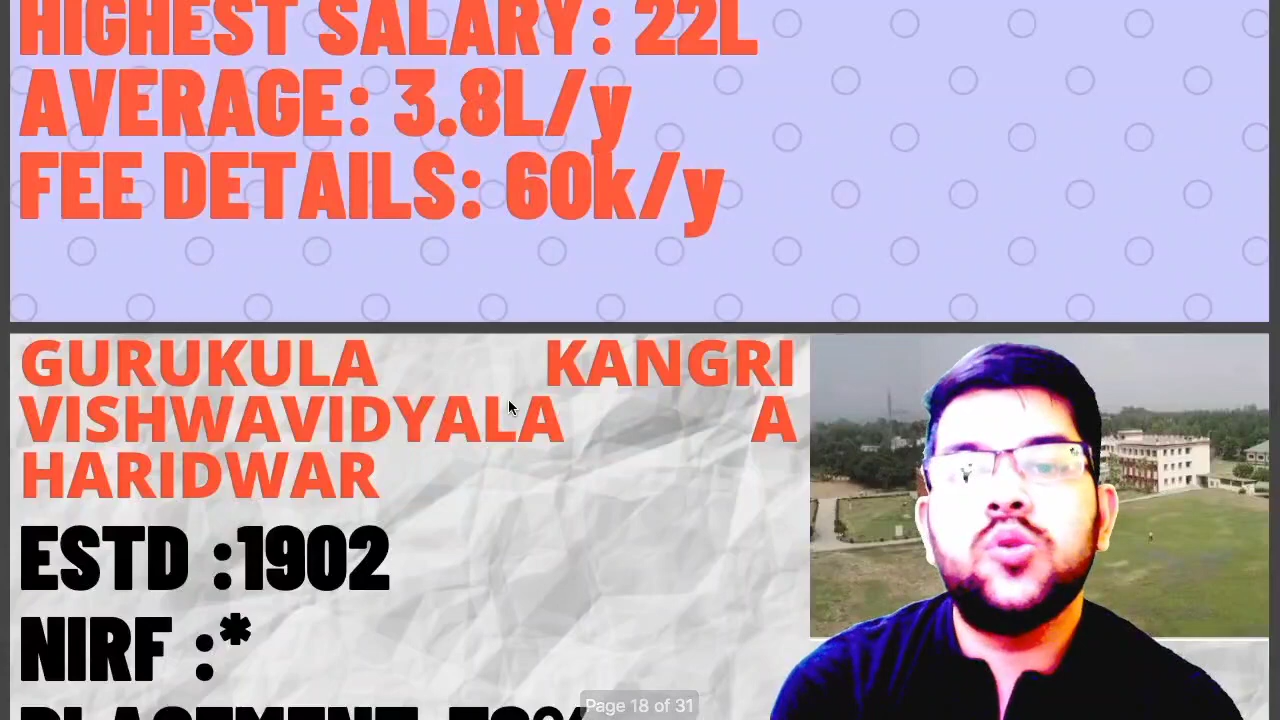 HIGHEST SALARY: 22L
AVERAGE: 3.8L/y
FEE DETAILS: 60k/y
GURUKULA KANGRI
VISHWAVIDYALA A
HARIDWAR
ESTD :1902
NIRF :*
PLACEMENT
Page 18 of 31